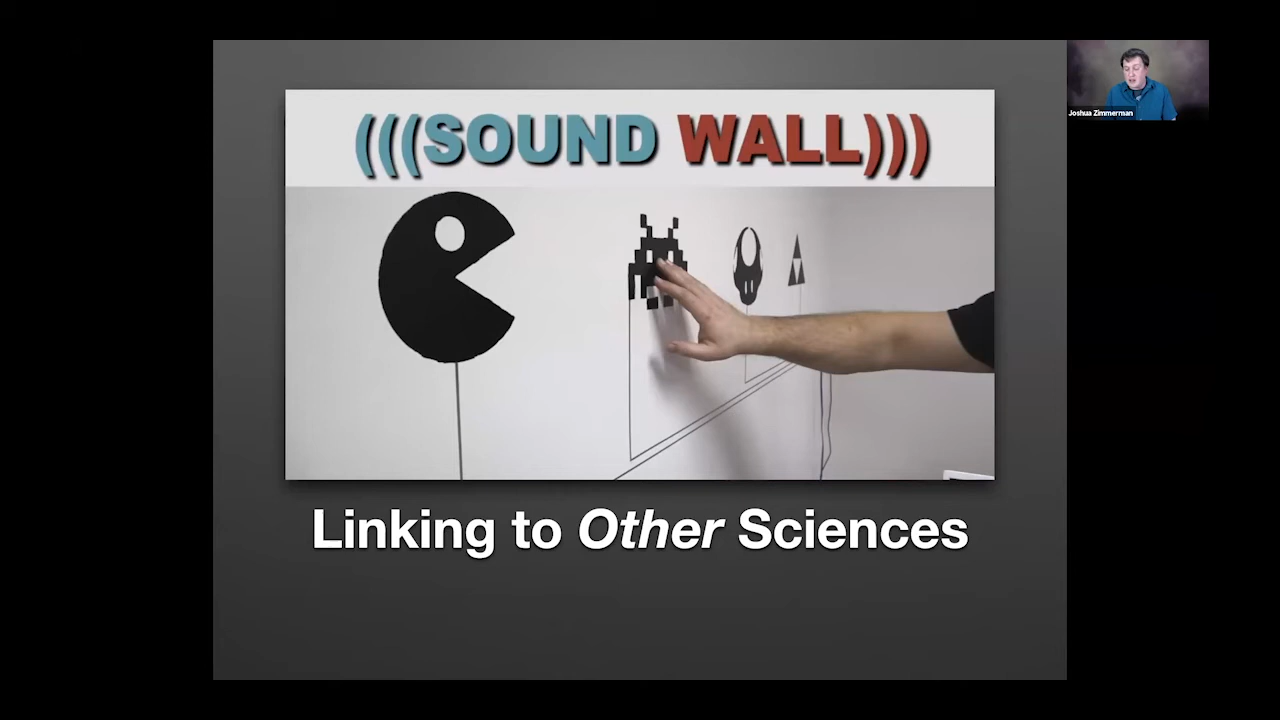 (((SOUND WALL)))
Joshua Zimmerman
Linking to Other Sciences